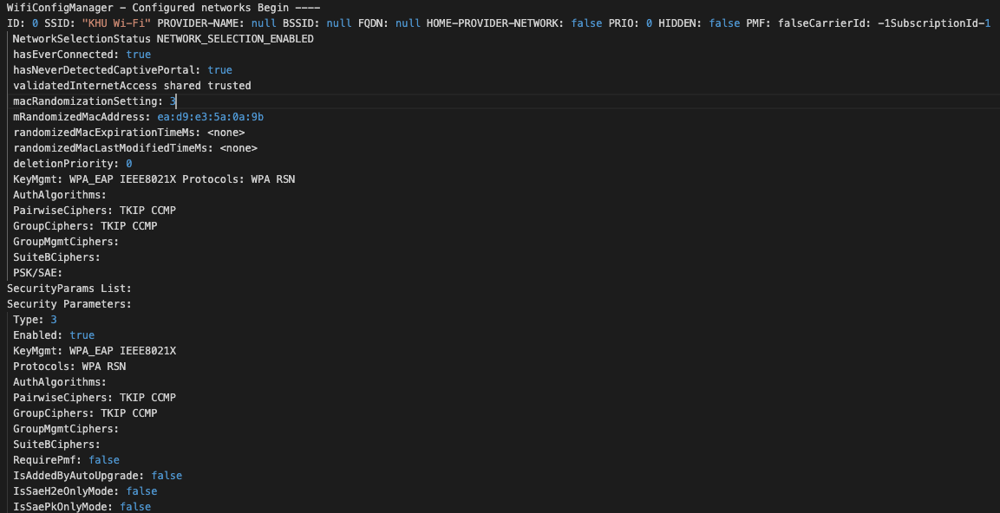 WifiConfigManager - Configured networks Begin ----
ID: 0 SSID: "KHU Wi-Fi" PROVIDER-NAME: null BSSID: null FQDN: null HOME-PROVIDER-NETWORK: false PRIO: 0 HIDDEN: false PMF: falseCarrierId: -1SubscriptionId-1
NetworkSelectionStatus NETWORK_SELECTION_ENABLED
hasEverConnected: true
hasNeverDetectedCaptivePortal: true
validatedInternetAccess shared trusted
macRandomizationSetting: 3
mRandomizedMacAddress: ea:d9:e3:5a:0a:9b
randomizedMacExpirationTimeMs: <none>
randomizedMacLastModifiedTimeMs: <none>
deletionPriority: 0
KeyMgmt: WPA_EAP IEEE8021X Protocols: WPA RSN
AuthAlgorithms:
PairwiseCiphers: TKIP CCMP
GroupCiphers: TKIP CCMP
GroupMgmtCiphers:
SuiteBCiphers:
PSK/SAE:
SecurityParams List:
Security Parameters:
Type: 3
Enabled: true
KeyMgmt: WPA_EAP IEEE8021X
Protocols: WPA RSN
AuthAlgorithms:
PairwiseCiphers: TKIP CCMP
GroupCiphers: TKIP CCMP
GroupMgmtCiphers:
SuiteBCiphers:
RequirePmf: false
IsAddedByAutoUpgrade: false
IsSaeH2eOnlyMode: false
IsSaePkOnlyMode: false